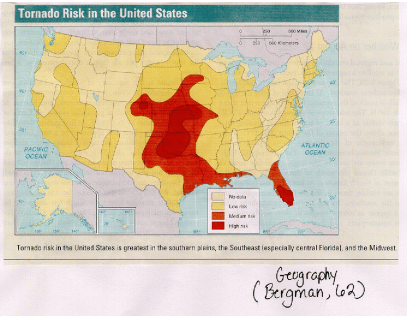 Tornado Risk in the United States
0 250 500 Miles
0 250 500 Kilometers
PACIFIC
OCEAN
ATLANTIC
OCEAN
No data
Low risk
Medium risk
High risk
Tornado risk in the United States is greatest in the southern plains, the Southeast (especially central Florida), and the Midwest.
Geography
(Bergman, 62)